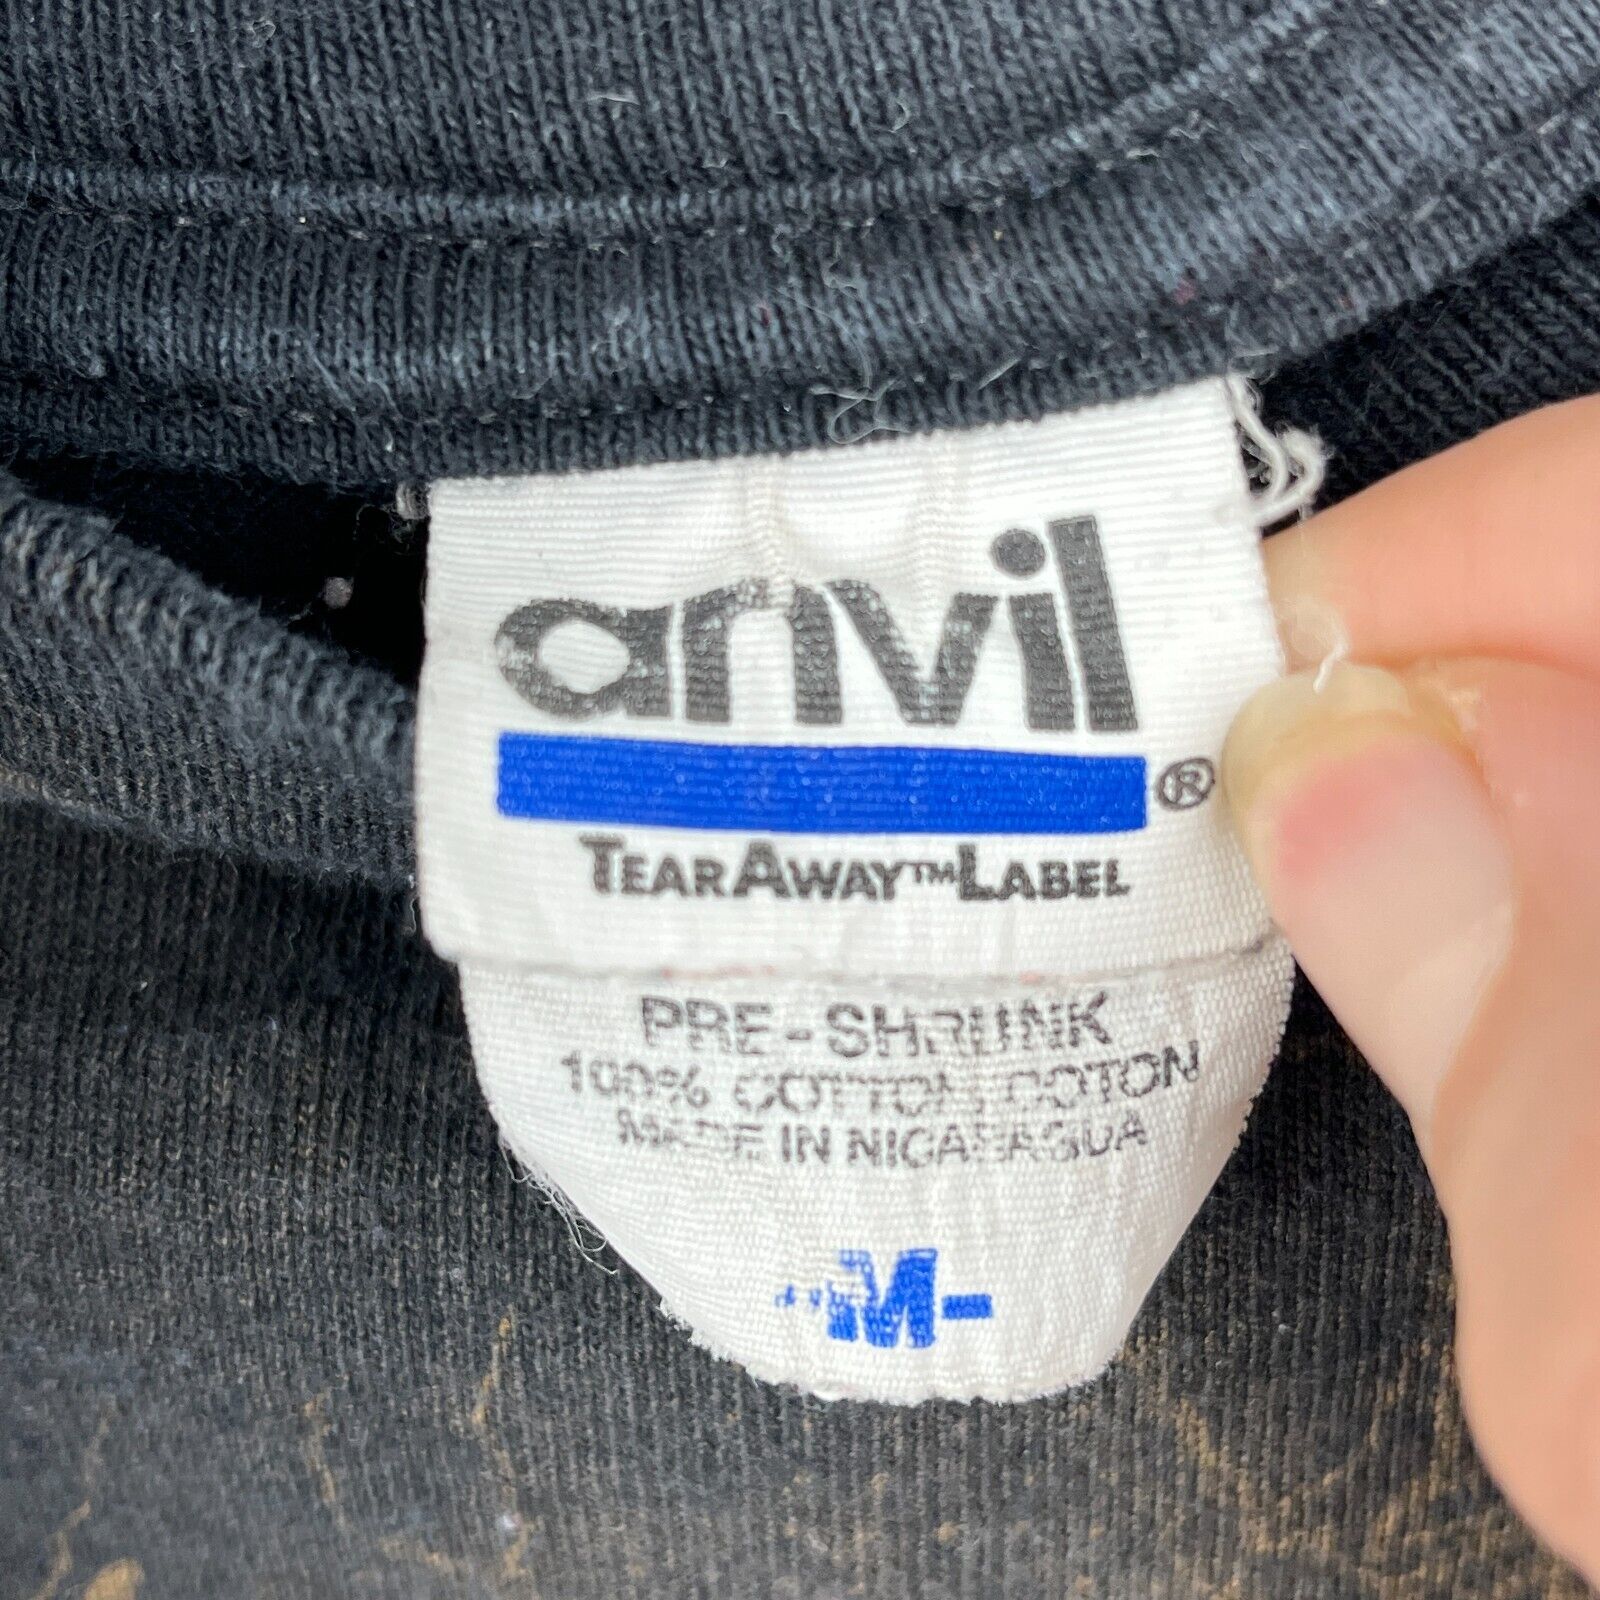 anvil®
TEARAWAY™LABEL
PRE-SHRUNK
100% COTTON COTON
MADE IN NICARAGUA
-M-